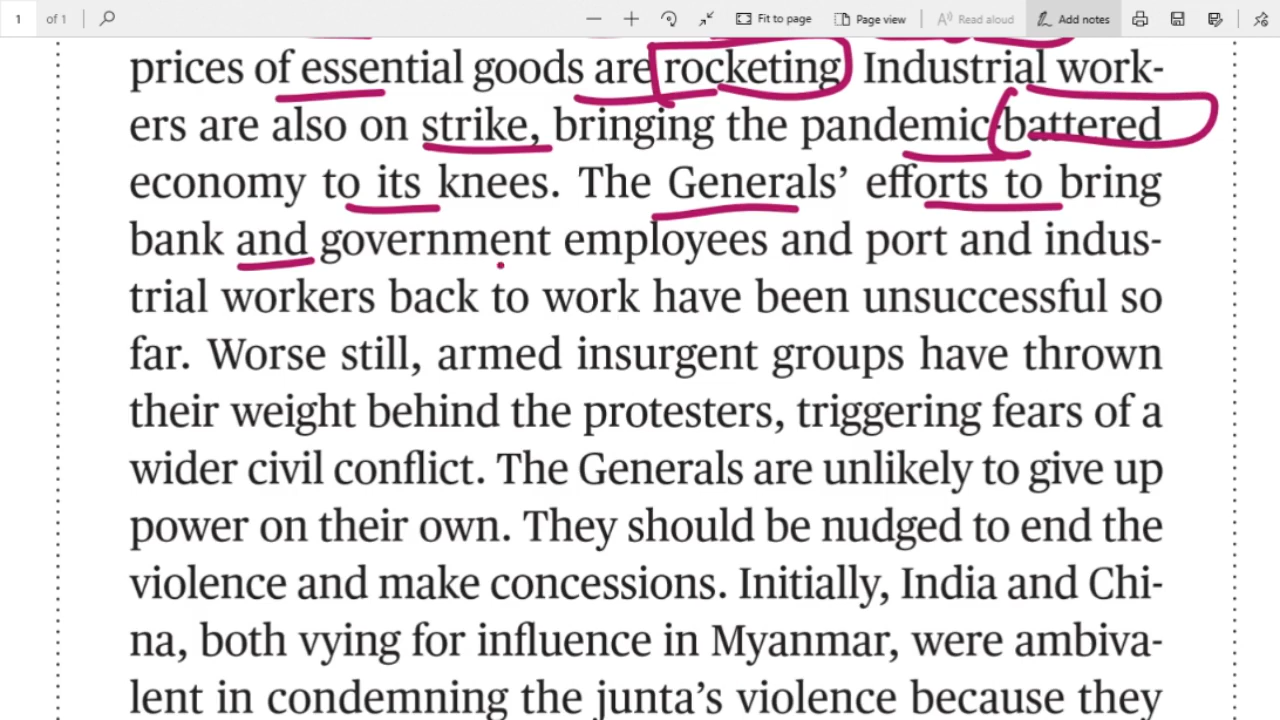 1 of 1 Fit to page Page view Read aloud Add notes
prices of essential goods are rocketing. Industrial work-
ers are also on strike, bringing the pandemic-battered
economy to its knees. The Generals’ efforts to bring
bank and government employees and port and indus-
trial workers back to work have been unsuccessful so
far. Worse still, armed insurgent groups have thrown
their weight behind the protesters, triggering fears of a
wider civil conflict. The Generals are unlikely to give up
power on their own. They should be nudged to end the
violence and make concessions. Initially, India and Chi-
na, both vying for influence in Myanmar, were ambiva-
lent in condemning the junta’s violence because they